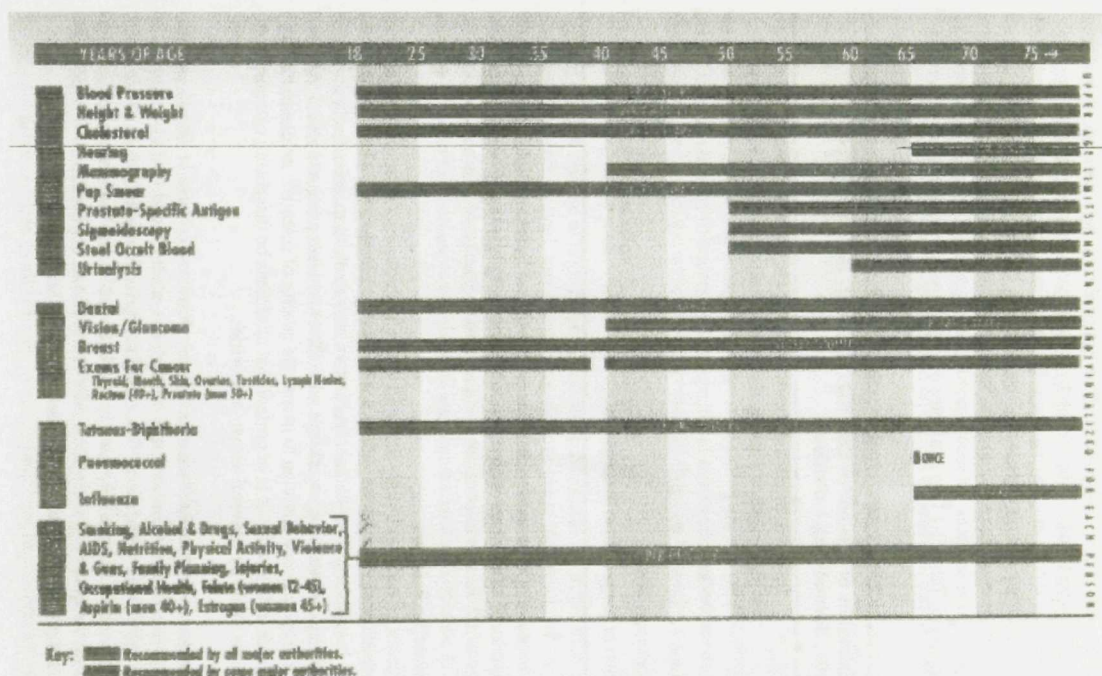 YEARS OF AGE 18 25 30 35 40 45 50 55 60 65 70 75 →
Blood Pressure
Height & Weight
Cholesterol
Hearing
Mammography
Pap Smear
Prostate-Specific Antigen
Sigmoidoscopy
Stool Occult Blood
Urinalysis
Dental
Vision/Glaucoma
Breast
Exams For Cancer
Thyroid, Mouth, Skin, Ovaries, Testicles, Lymph Nodes,
Rectum (40+), Prostate (men 50+)
Tetanus-Diphtheria
Pneumococcal
ONCE
Influenza
Smoking, Alcohol & Drugs, Sexual Behavior,
AIDS, Nutrition, Physical Activity, Violence
& Guns, Family Planning, Injuries,
Occupational Health, Folate (women 12-45),
Aspirin (men 40+), Estrogen (women 45+)
UPPER AGE LIMITS SHOULD BE INDIVIDUALIZED FOR EACH PERSON
Key: Recommended by all major authorities.
Recommended by some major authorities.